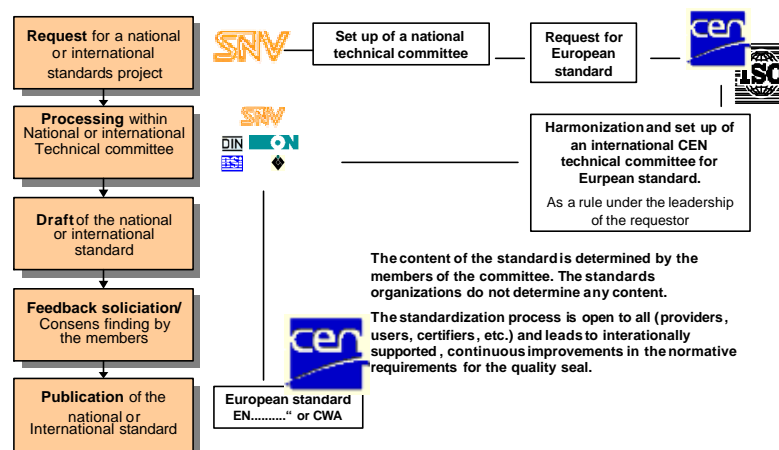 Request for a national
or international
standards project
Processing within
National or international
Technical committee
Draft of the national
or international
standard
Feedback soliciation/
Consens finding by
the members
Publication of the
national or
International standard
SNV
Set up of a national
technical committee
Request for
European
standard
cen
ISO
SNV
DIN ON
BSI
Harmonization and set up of
an international CEN
technical committee for
Eurpean standard.
As a rule under the leadership
of the requestor
The content of the standard is determined by the
members of the committee. The standards
organizations do not determine any content.
The standardization process is open to all (providers,
users, certifiers, etc.) and leads to interationally
supported , continuous improvements in the normative
requirements for the quality seal.
cen
European standard
EN..........“ or CWA